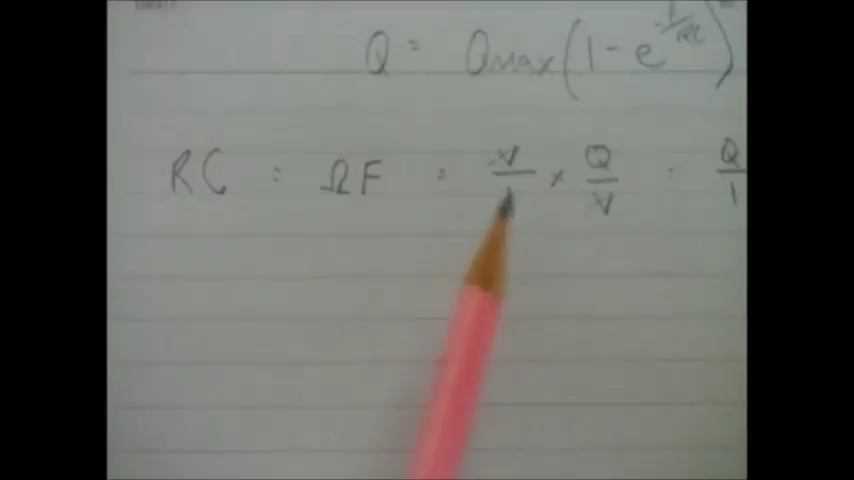 Q = Qmax(1 - e^-t/RC)
RC = ΩF = V/I × Q/V = Q/I